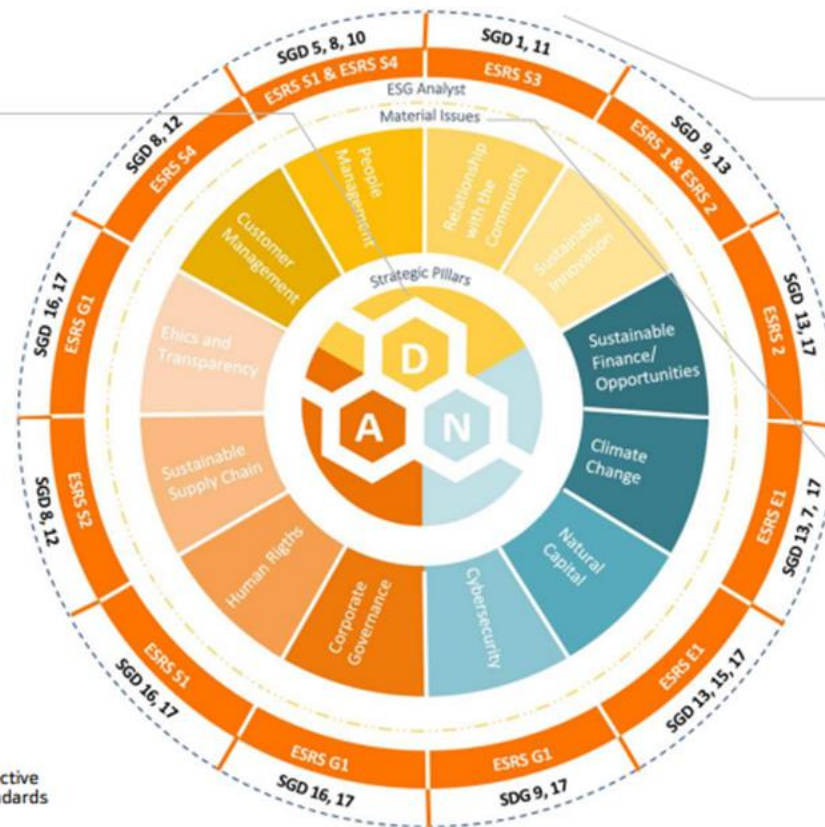 SGD 5, 8, 10
SGD 1, 11
SGD 9, 13
SGD 13, 17
SGD 13, 7, 17
SGD 13, 15, 17
SDG 9, 17
SGD 16, 17
SGD 16, 17
SGD 8, 12
SGD 16, 17
SGD 8, 12
ESRS S1 & ESRS S4
ESRS S3
ESRS 1 & ESRS 2
ESRS 2
ESRS E1
ESRS E1
ESRS G1
ESRS G1
ESRS S1
ESRS S2
ESRS G1
ESRS S4
ESG Analyst
Material Issues
People
Management
Relationship
with the
Community
Sustainable
Innovation
Sustainable
Finance/
Opportunities
Climate
Change
Natural
Capital
Cybersecurity
Corporate
Governance
Human Rigths
Sustainable
Supply Chain
Ehics and
Transparency
Customer
Management
Strategic PIllars
D
A
N
ctive
ndards